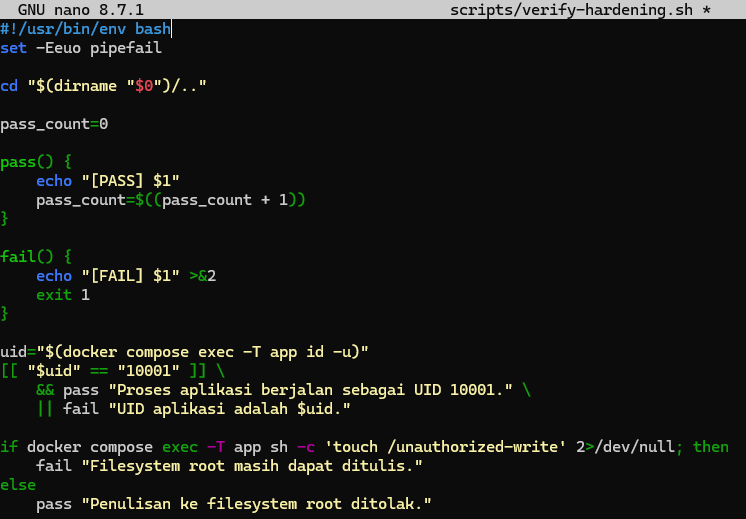 GNU nano 8.7.1 scripts/verify-hardening.sh *
#!/usr/bin/env bash
set -Eeuo pipefail
cd "$(dirname "$0")/.."
pass_count=0
pass() {
    echo "[PASS] $1"
    pass_count=$((pass_count + 1))
}
fail() {
    echo "[FAIL] $1" >&2
    exit 1
}
uid="$(docker compose exec -T app id -u)"
[[ "$uid" == "10001" ]] \
    && pass "Proses aplikasi berjalan sebagai UID 10001." \
    || fail "UID aplikasi adalah $uid."
if docker compose exec -T app sh -c 'touch /unauthorized-write' 2>/dev/null; then
    fail "Filesystem root masih dapat ditulis."
else
    pass "Penulisan ke filesystem root ditolak."